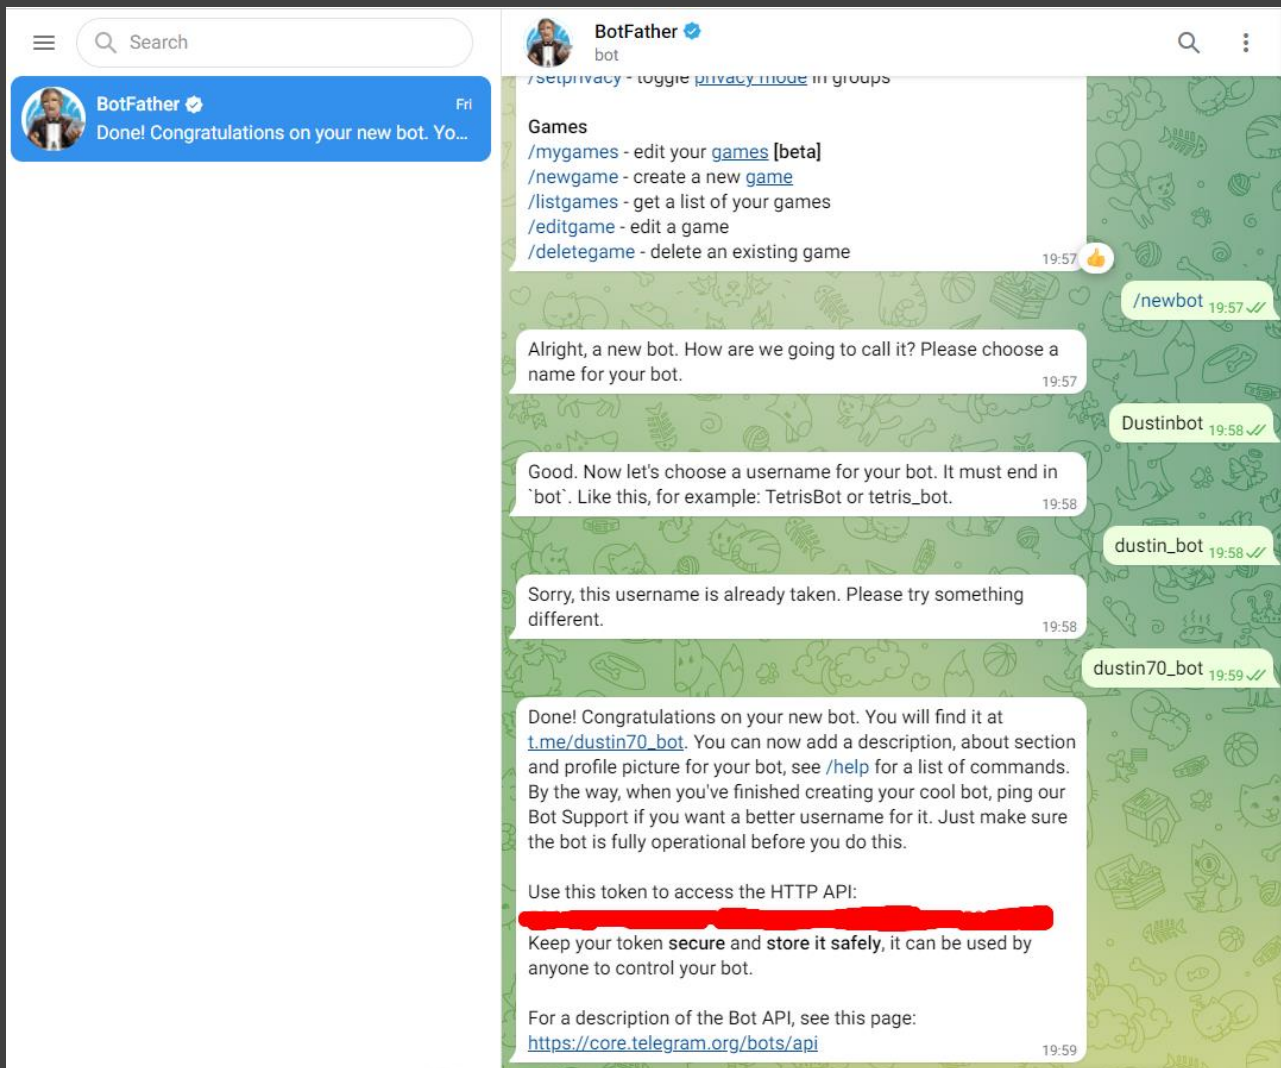 Search
BotFather
Fri
Done! Congratulations on your new bot. Yo...
BotFather
bot
/setprivacy - toggle privacy mode in groups
Games
/mygames - edit your games [beta]
/newgame - create a new game
/listgames - get a list of your games
/editgame - edit a game
/deletegame - delete an existing game
19:57
/newbot 19:57
Alright, a new bot. How are we going to call it? Please choose a
name for your bot.
19:57
Dustinbot 19:58
Good. Now let's choose a username for your bot. It must end in
`bot`. Like this, for example: TetrisBot or tetris_bot.
19:58
dustin_bot 19:58
Sorry, this username is already taken. Please try something
different.
19:58
dustin70_bot 19:59
Done! Congratulations on your new bot. You will find it at
t.me/dustin70_bot. You can now add a description, about section
and profile picture for your bot, see /help for a list of commands.
By the way, when you've finished creating your cool bot, ping our
Bot Support if you want a better username for it. Just make sure
the bot is fully operational before you do this.
Use this token to access the HTTP API:
Keep your token secure and store it safely, it can be used by
anyone to control your bot.
For a description of the Bot API, see this page:
https://core.telegram.org/bots/api
19:59